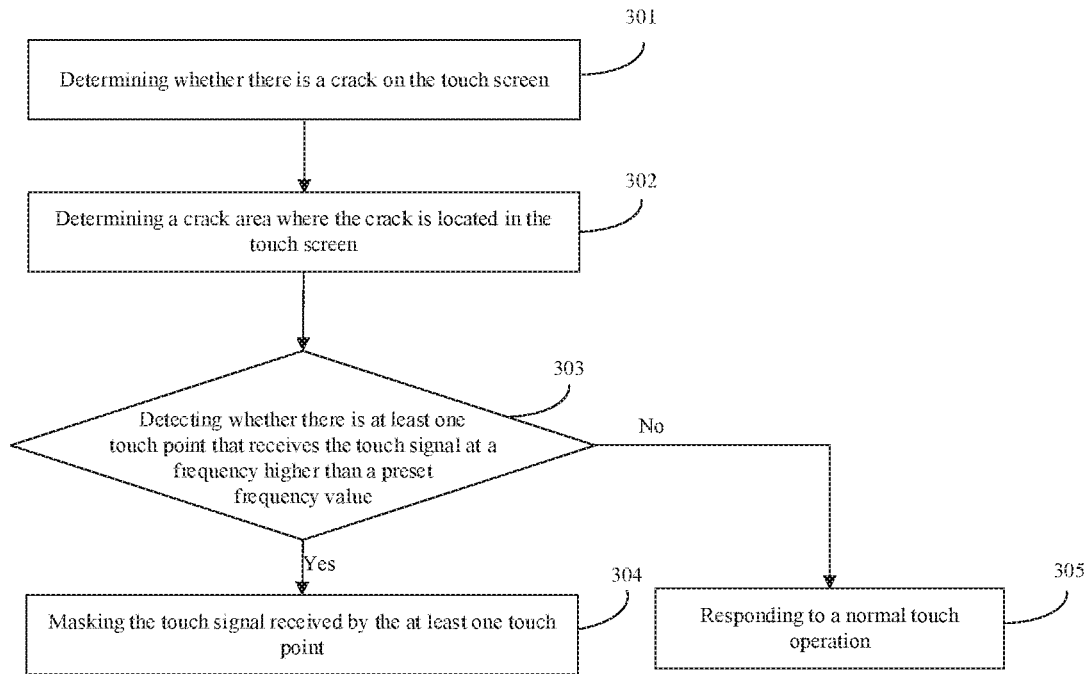 301
Determining whether there is a crack on the touch screen
302
Determining a crack area where the crack is located in the
touch screen
303
Detecting whether there is at least one
touch point that receives the touch signal at a
frequency higher than a preset
frequency value
No
Yes
304
Masking the touch signal received by the at least one touch
point
305
Responding to a normal touch
operation